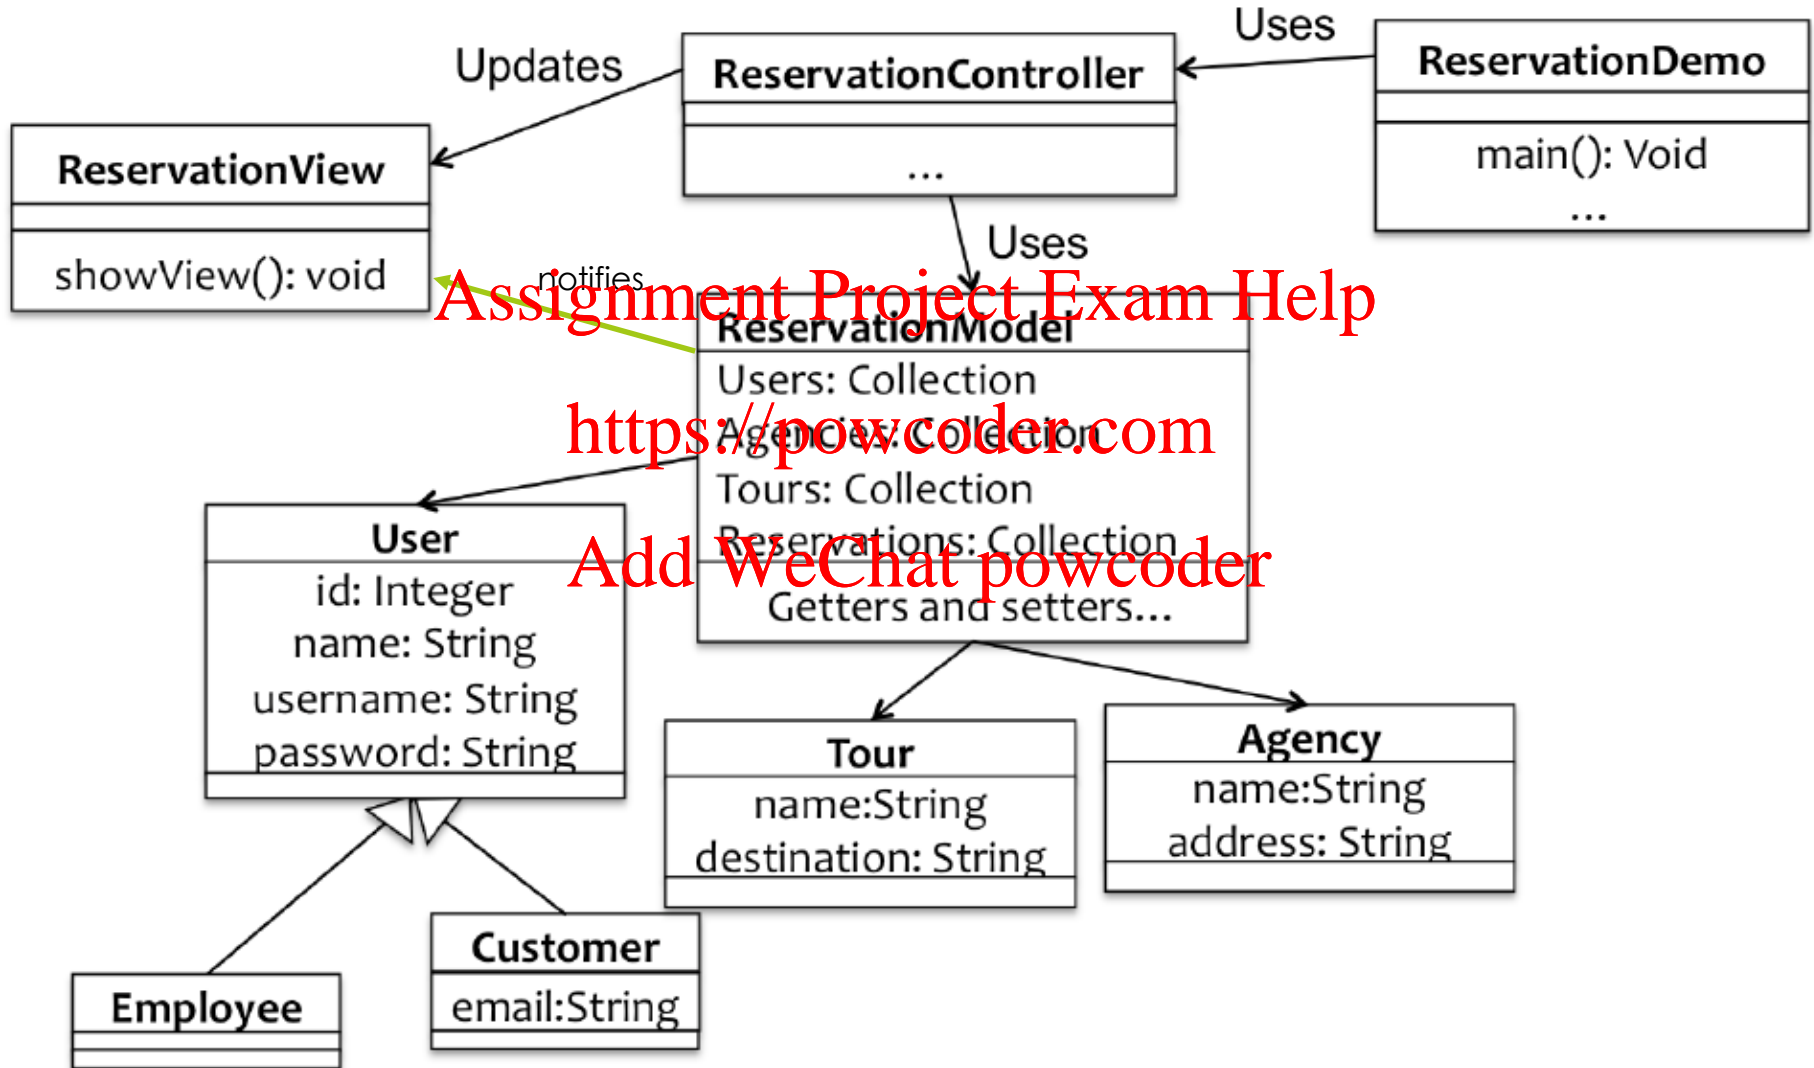 Uses
Updates
ReservationController
...
ReservationDemo
main(): Void
...
ReservationView
showView(): void
Uses
notifies
Assignment Project Exam Help
ReservationModel
Users: Collection
Agencies: Collection
https://powcoder.com
Tours: Collection
Reservations: Collection
Add WeChat powcoder
Getters and setters...
User
id: Integer
name: String
username: String
password: String
Tour
name:String
destination: String
Agency
name:String
address: String
Customer
email:String
Employee